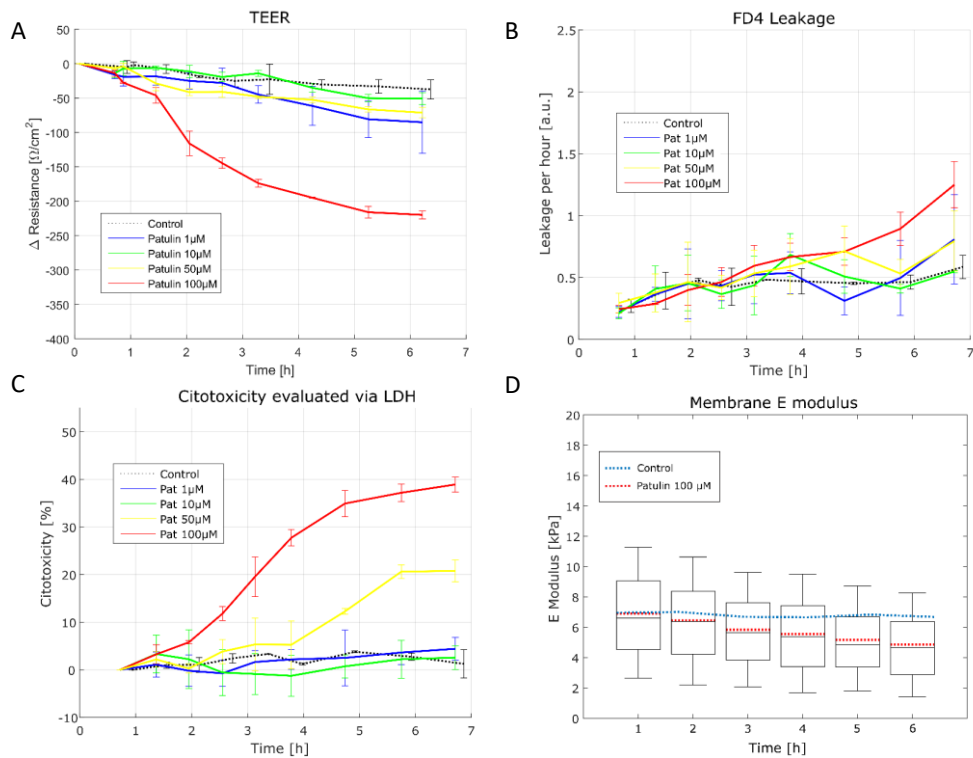 A
TEER
50
0
-50
-100
-150
-200
-250
-300
-350
-400
Δ Resistance [Ω/cm²]
Control
Patulin 1µM
Patulin 10µM
Patulin 50µM
Patulin 100µM
0 1 2 3 4 5 6 7
Time [h]
B
FD4 Leakage
2.5
2
1.5
1
0.5
0
Leakage per hour [a.u.]
Control
Pat 1µM
Pat 10µM
Pat 50µM
Pat 100µM
0 1 2 3 4 5 6 7
Time [h]
C
Citotoxicity evaluated via LDH
50
40
30
20
10
0
-10
Citotoxicity [%]
Control
Pat 1µM
Pat 10µM
Pat 50µM
Pat 100µM
0 1 2 3 4 5 6 7
Time [h]
D
Membrane E modulus
20
18
16
14
12
10
8
6
4
2
0
E Modulus [kPa]
Control
Patulin 100 µM
1 2 3 4 5 6
Time [h]